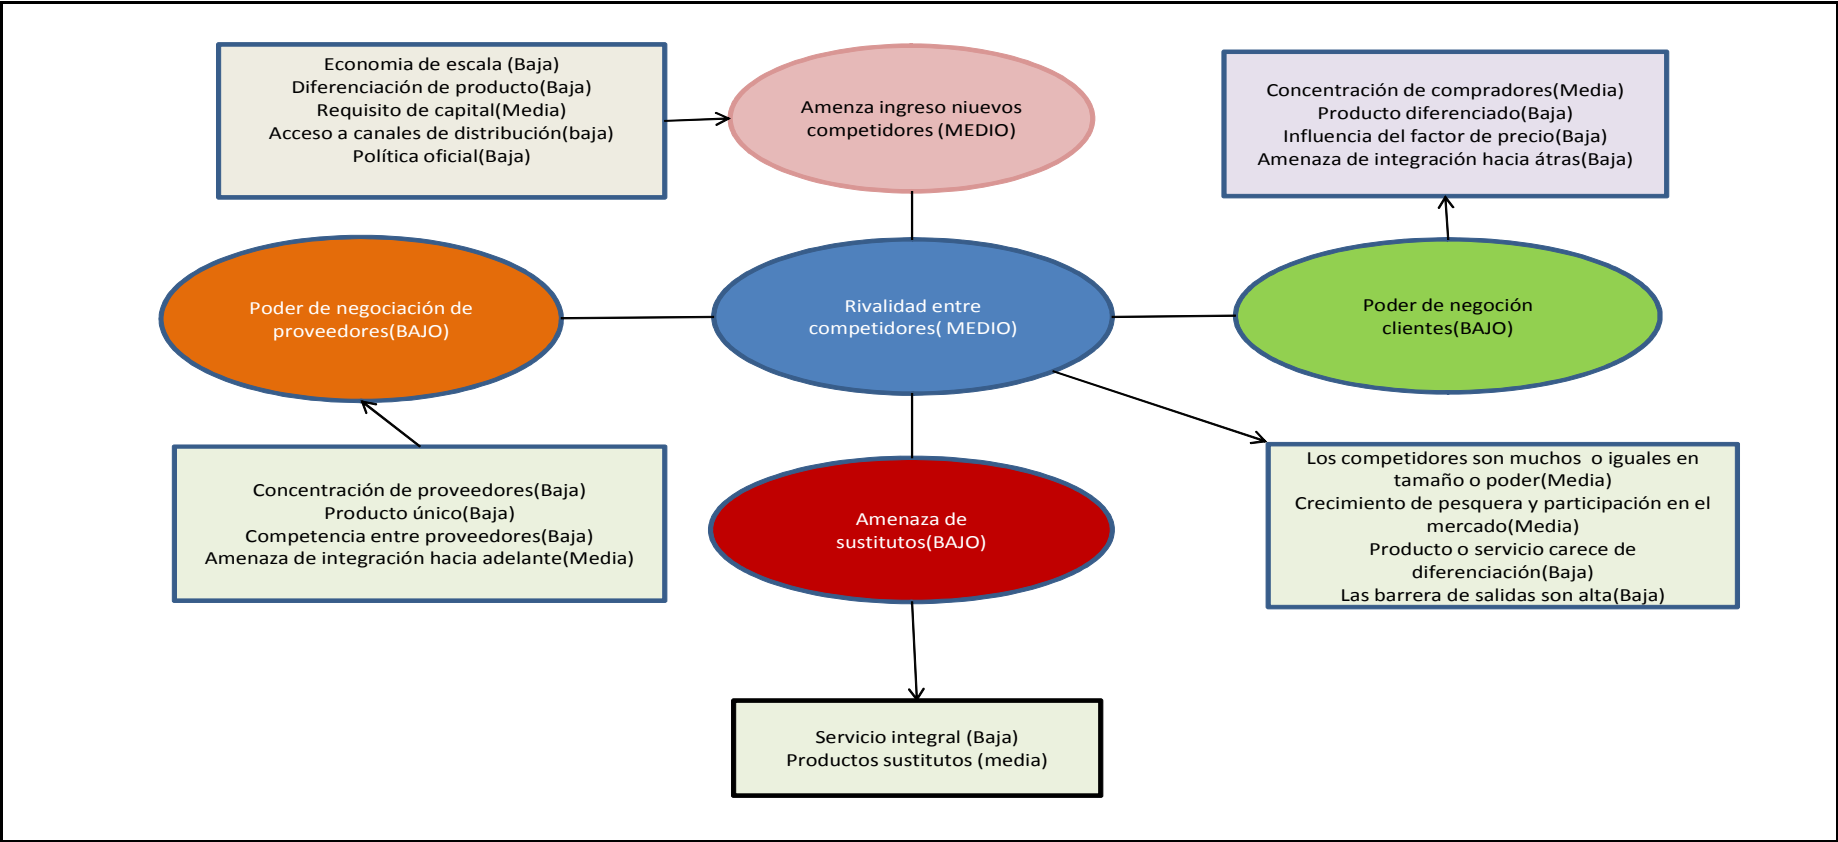 Economia de escala (Baja)
Diferenciación de producto(Baja)
Requisito de capital(Media)
Acceso a canales de distribución(baja)
Política oficial(Baja)
Amenza ingreso niuevos
competidores (MEDIO)
Concentración de compradores(Media)
Producto diferenciado(Baja)
Influencia del factor de precio(Baja)
Amenaza de integración hacia átras(Baja)
Poder de negociación de
proveedores(BAJO)
Rivalidad entre
competidores( MEDIO)
Poder de negoción
clientes(BAJO)
Concentración de proveedores(Baja)
Producto único(Baja)
Competencia entre proveedores(Baja)
Amenaza de integración hacia adelante(Media)
Amenaza de
sustitutos(BAJO)
Los competidores son muchos  o iguales en
tamaño o poder(Media)
Crecimiento de pesquera y participación en el
mercado(Media)
Producto o servicio carece de
diferenciación(Baja)
Las barrera de salidas son alta(Baja)
Servicio integral (Baja)
Productos sustitutos (media)